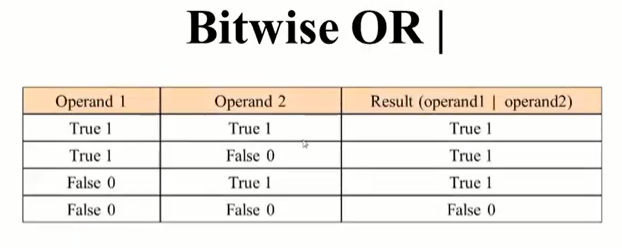 Bitwise OR |
Operand 1 Operand 2 Result (operand1 | operand2)
True 1 True 1 True 1
True 1 False 0 True 1
False 0 True 1 True 1
False 0 False 0 False 0